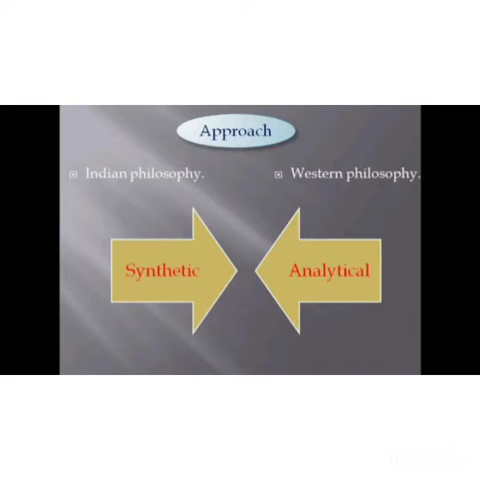 Approach
Indian philosophy.
Western philosophy.
Synthetic
Analytical